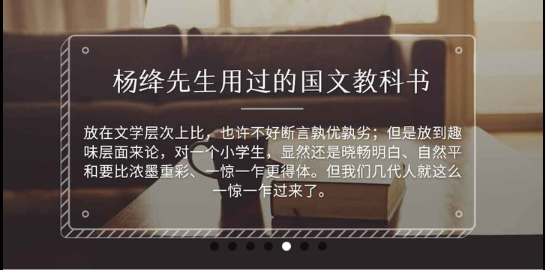 杨绛先生用过的国文教科书
放在文学层次上比，也许不好断言孰优孰劣；但是放到趣
味层面来论，对一个小学生，显然还是晓畅明白、自然平
和要比浓墨重彩、一惊一乍更得体。但我们几代人就这么
一惊一乍过来了。